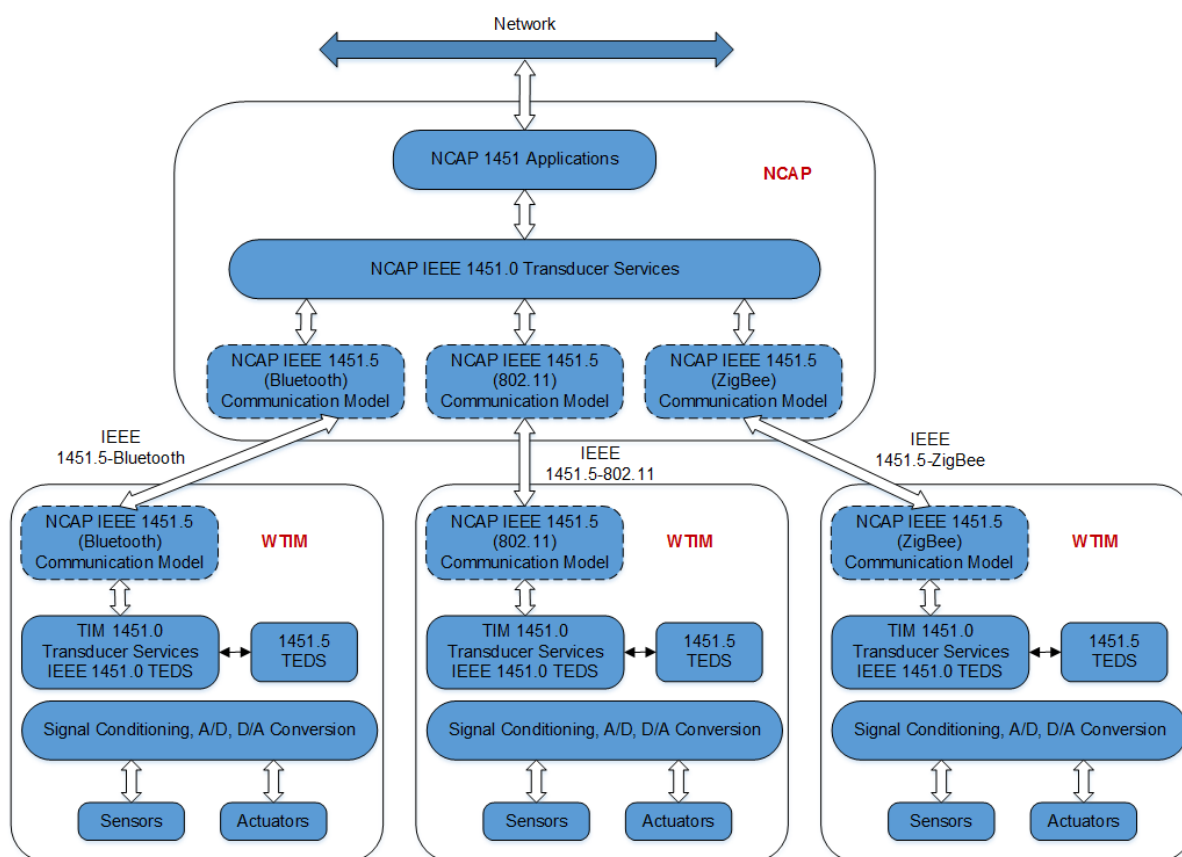 Network
NCAP 1451 Applications
NCAP
NCAP IEEE 1451.0 Transducer Services
NCAP IEEE 1451.5
(Bluetooth)
Communication Model
NCAP IEEE 1451.5
(802.11)
Communication Model
NCAP IEEE 1451.5
(ZigBee)
Communication Model
IEEE
1451.5-Bluetooth
IEEE
1451.5-802.11
IEEE
1451.5-ZigBee
NCAP IEEE 1451.5
(Bluetooth)
Communication Model
WTIM
TIM 1451.0
Transducer Services
IEEE 1451.0 TEDS
1451.5
TEDS
Signal Conditioning, A/D, D/A Conversion
Sensors
Actuators
NCAP IEEE 1451.5
(802.11)
Communication Model
WTIM
TIM 1451.0
Transducer Services
IEEE 1451.0 TEDS
1451.5
TEDS
Signal Conditioning, A/D, D/A Conversion
Sensors
Actuators
NCAP IEEE 1451.5
(ZigBee)
Communication Model
WTIM
TIM 1451.0
Transducer Services
IEEE 1451.0 TEDS
1451.5
TEDS
Signal Conditioning, A/D, D/A Conversion
Sensors
Actuators